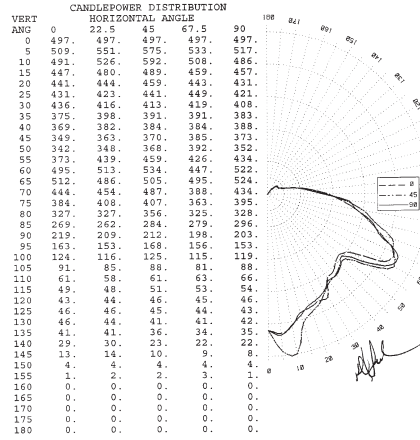 CANDLEPOWER DISTRIBUTION
VERT HORIZONTAL ANGLE
ANG 0 22.5 45 67.5 90
0 497. 497. 497. 497. 497.
5 509. 551. 575. 533. 517.
10 491. 526. 592. 508. 486.
15 447. 480. 489. 459. 457.
20 441. 444. 459. 443. 431.
25 431. 423. 441. 449. 421.
30 436. 416. 413. 419. 408.
35 375. 398. 391. 391. 383.
40 369. 382. 384. 384. 388.
45 349. 363. 370. 385. 373.
50 342. 348. 368. 392. 352.
55 373. 439. 459. 426. 434.
60 495. 513. 534. 447. 522.
65 512. 486. 505. 495. 524.
70 444. 454. 487. 388. 434.
75 384. 408. 407. 363. 395.
80 327. 327. 356. 325. 328.
85 269. 262. 284. 279. 296.
90 219. 209. 212. 198. 203.
95 163. 153. 168. 156. 153.
100 124. 116. 125. 115. 119.
105 91. 85. 88. 81. 88.
110 61. 58. 61. 63. 66.
115 49. 48. 51. 53. 54.
120 43. 44. 46. 45. 46.
125 46. 46. 45. 44. 43.
130 46. 44. 41. 41. 42.
135 41. 41. 36. 34. 35.
140 29. 30. 23. 22. 22.
145 13. 14. 10. 9. 8.
150 4. 4. 4. 4. 4.
155 1. 2. 2. 3. 1.
160 0. 0. 0. 0. 0.
165 0. 0. 0. 0. 0.
170 0. 0. 0. 0. 0.
175 0. 0. 0. 0. 0.
180 0. 0. 0. 0. 0.
180 170 160 150 140 130
0
45
90
0 10 20 30 40 50